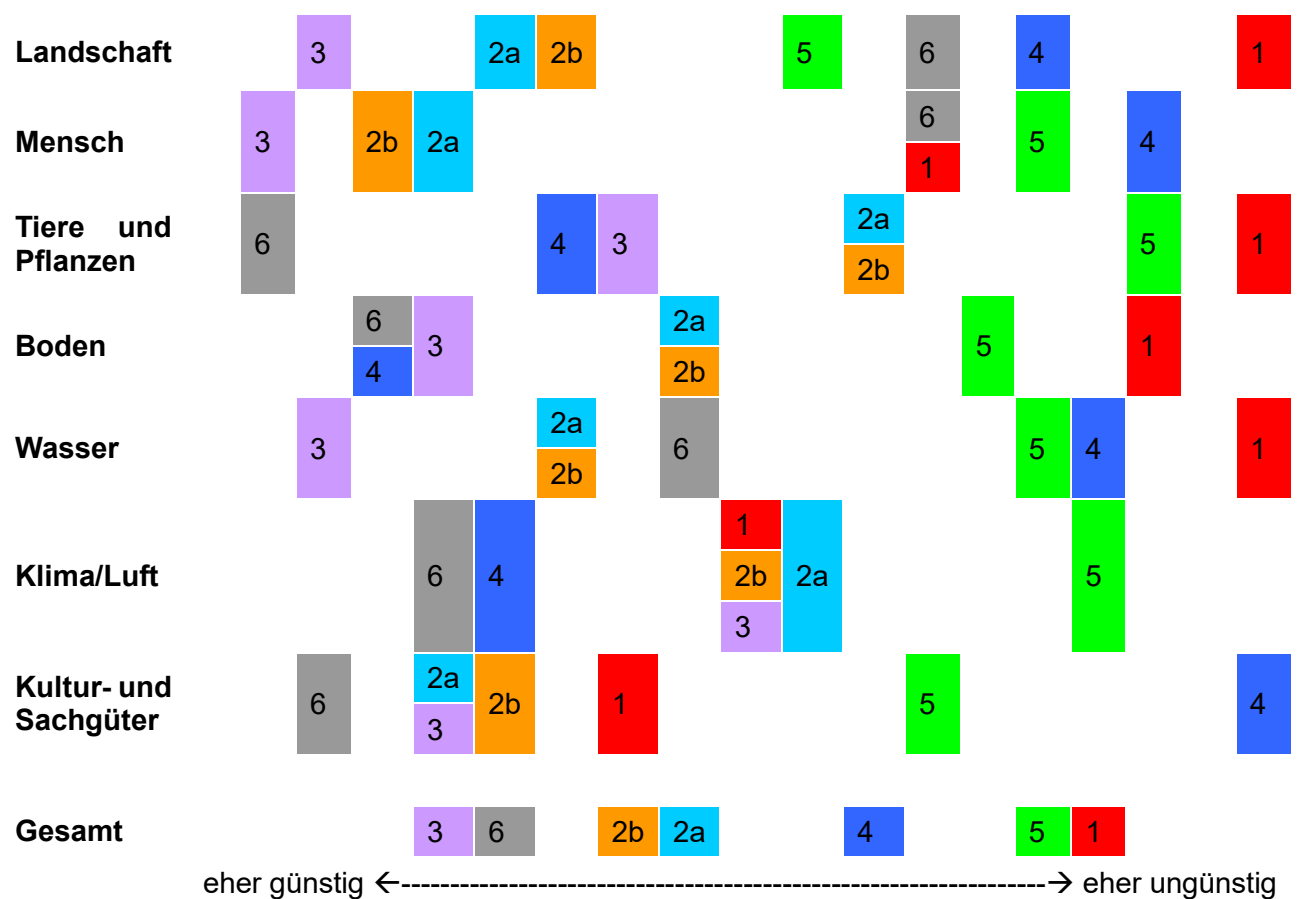 Landschaft 3 2a 2b 5 6 4 1
Mensch 3 2b 2a 6 1 5 4
Tiere und Pflanzen 6 4 3 2a 2b 5 1
Boden 6 4 3 2a 2b 5 1
Wasser 3 2a 2b 6 5 4 1
Klima/Luft 6 4 1 2b 3 2a 5
Kultur- und Sachgüter 6 2a 3 2b 1 5 4
Gesamt 3 6 2b 2a 4 5 1
eher günstig ←------------------------------------------------------------------→ eher ungünstig